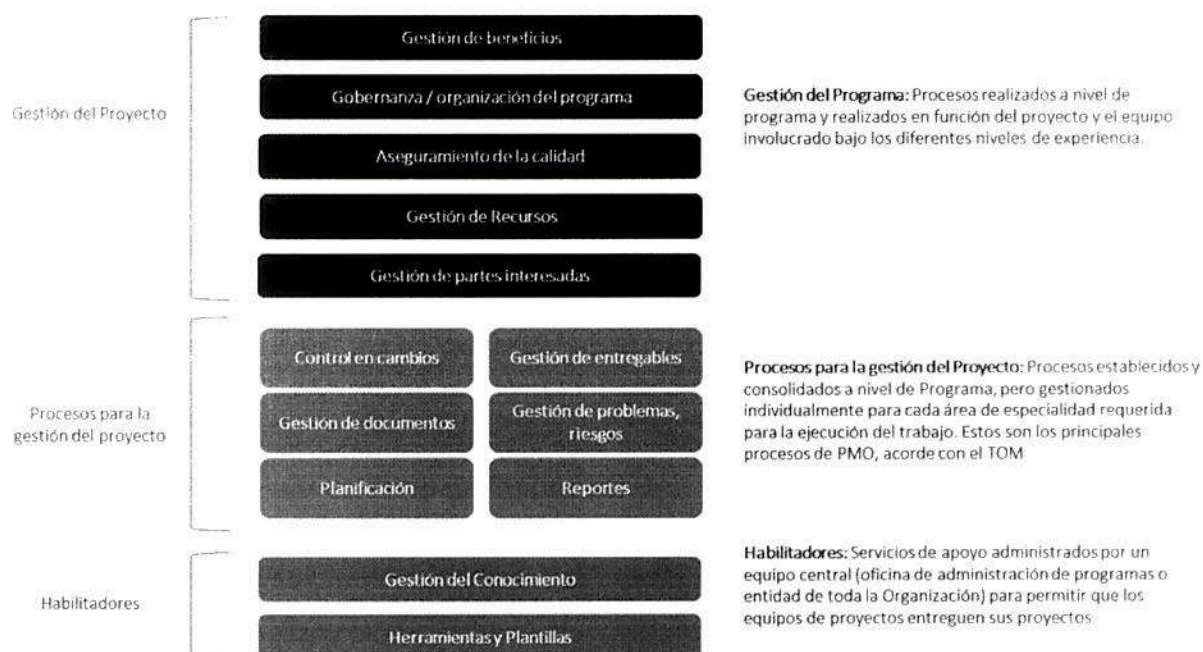 Gestión del Proyecto
Gestión de beneficios
Gobernanza / organización del programa
Aseguramiento de la calidad
Gestión de Recursos
Gestión de partes interesadas
Gestión del Programa: Procesos realizados a nivel de
programa y realizados en función del proyecto y el equipo
involucrado bajo los diferentes niveles de experiencia.
Procesos para la
gestión del proyecto
Control en cambios
Gestión de entregables
Gestión de documentos
Gestión de problemas,
riesgos
Planificación
Reportes
Procesos para la gestión del Proyecto: Procesos establecidos y
consolidados a nivel de Programa, pero gestionados
individualmente para cada área de especialidad requerida
para la ejecución del trabajo. Estos son los principales
procesos de PMO, acorde con el TOM
Habilitadores
Gestión del Conocimiento
Herramientas y Plantillas
Habilitadores: Servicios de apoyo administrados por un
equipo central (oficina de administración de programas o
entidad de toda la Organización) para permitir que los
equipos de proyectos entreguen sus proyectos